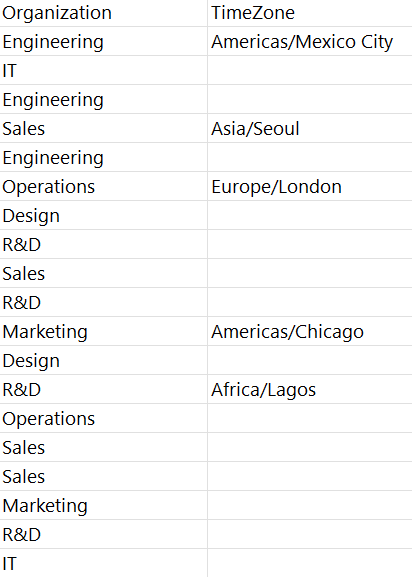 Organization TimeZone
Engineering Americas/Mexico City
IT
Engineering
Sales Asia/Seoul
Engineering
Operations Europe/London
Design
R&D
Sales
R&D
Marketing Americas/Chicago
Design
R&D Africa/Lagos
Operations
Sales
Sales
Marketing
R&D
IT